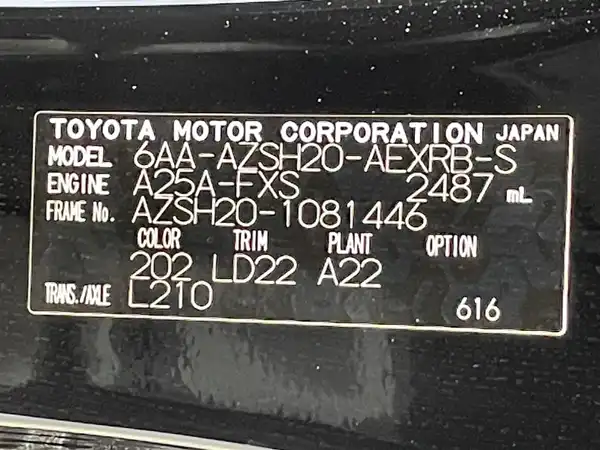 TOYOTA MOTOR CORPORATION JAPAN
MODEL 6AA-AZSH20-AEXRB-S
ENGINE A25A-FXS 2487 mL
FRAME No. AZSH20-1081446
COLOR TRIM PLANT OPTION
202 LD22 A22
TRANS./AXLE L210
616